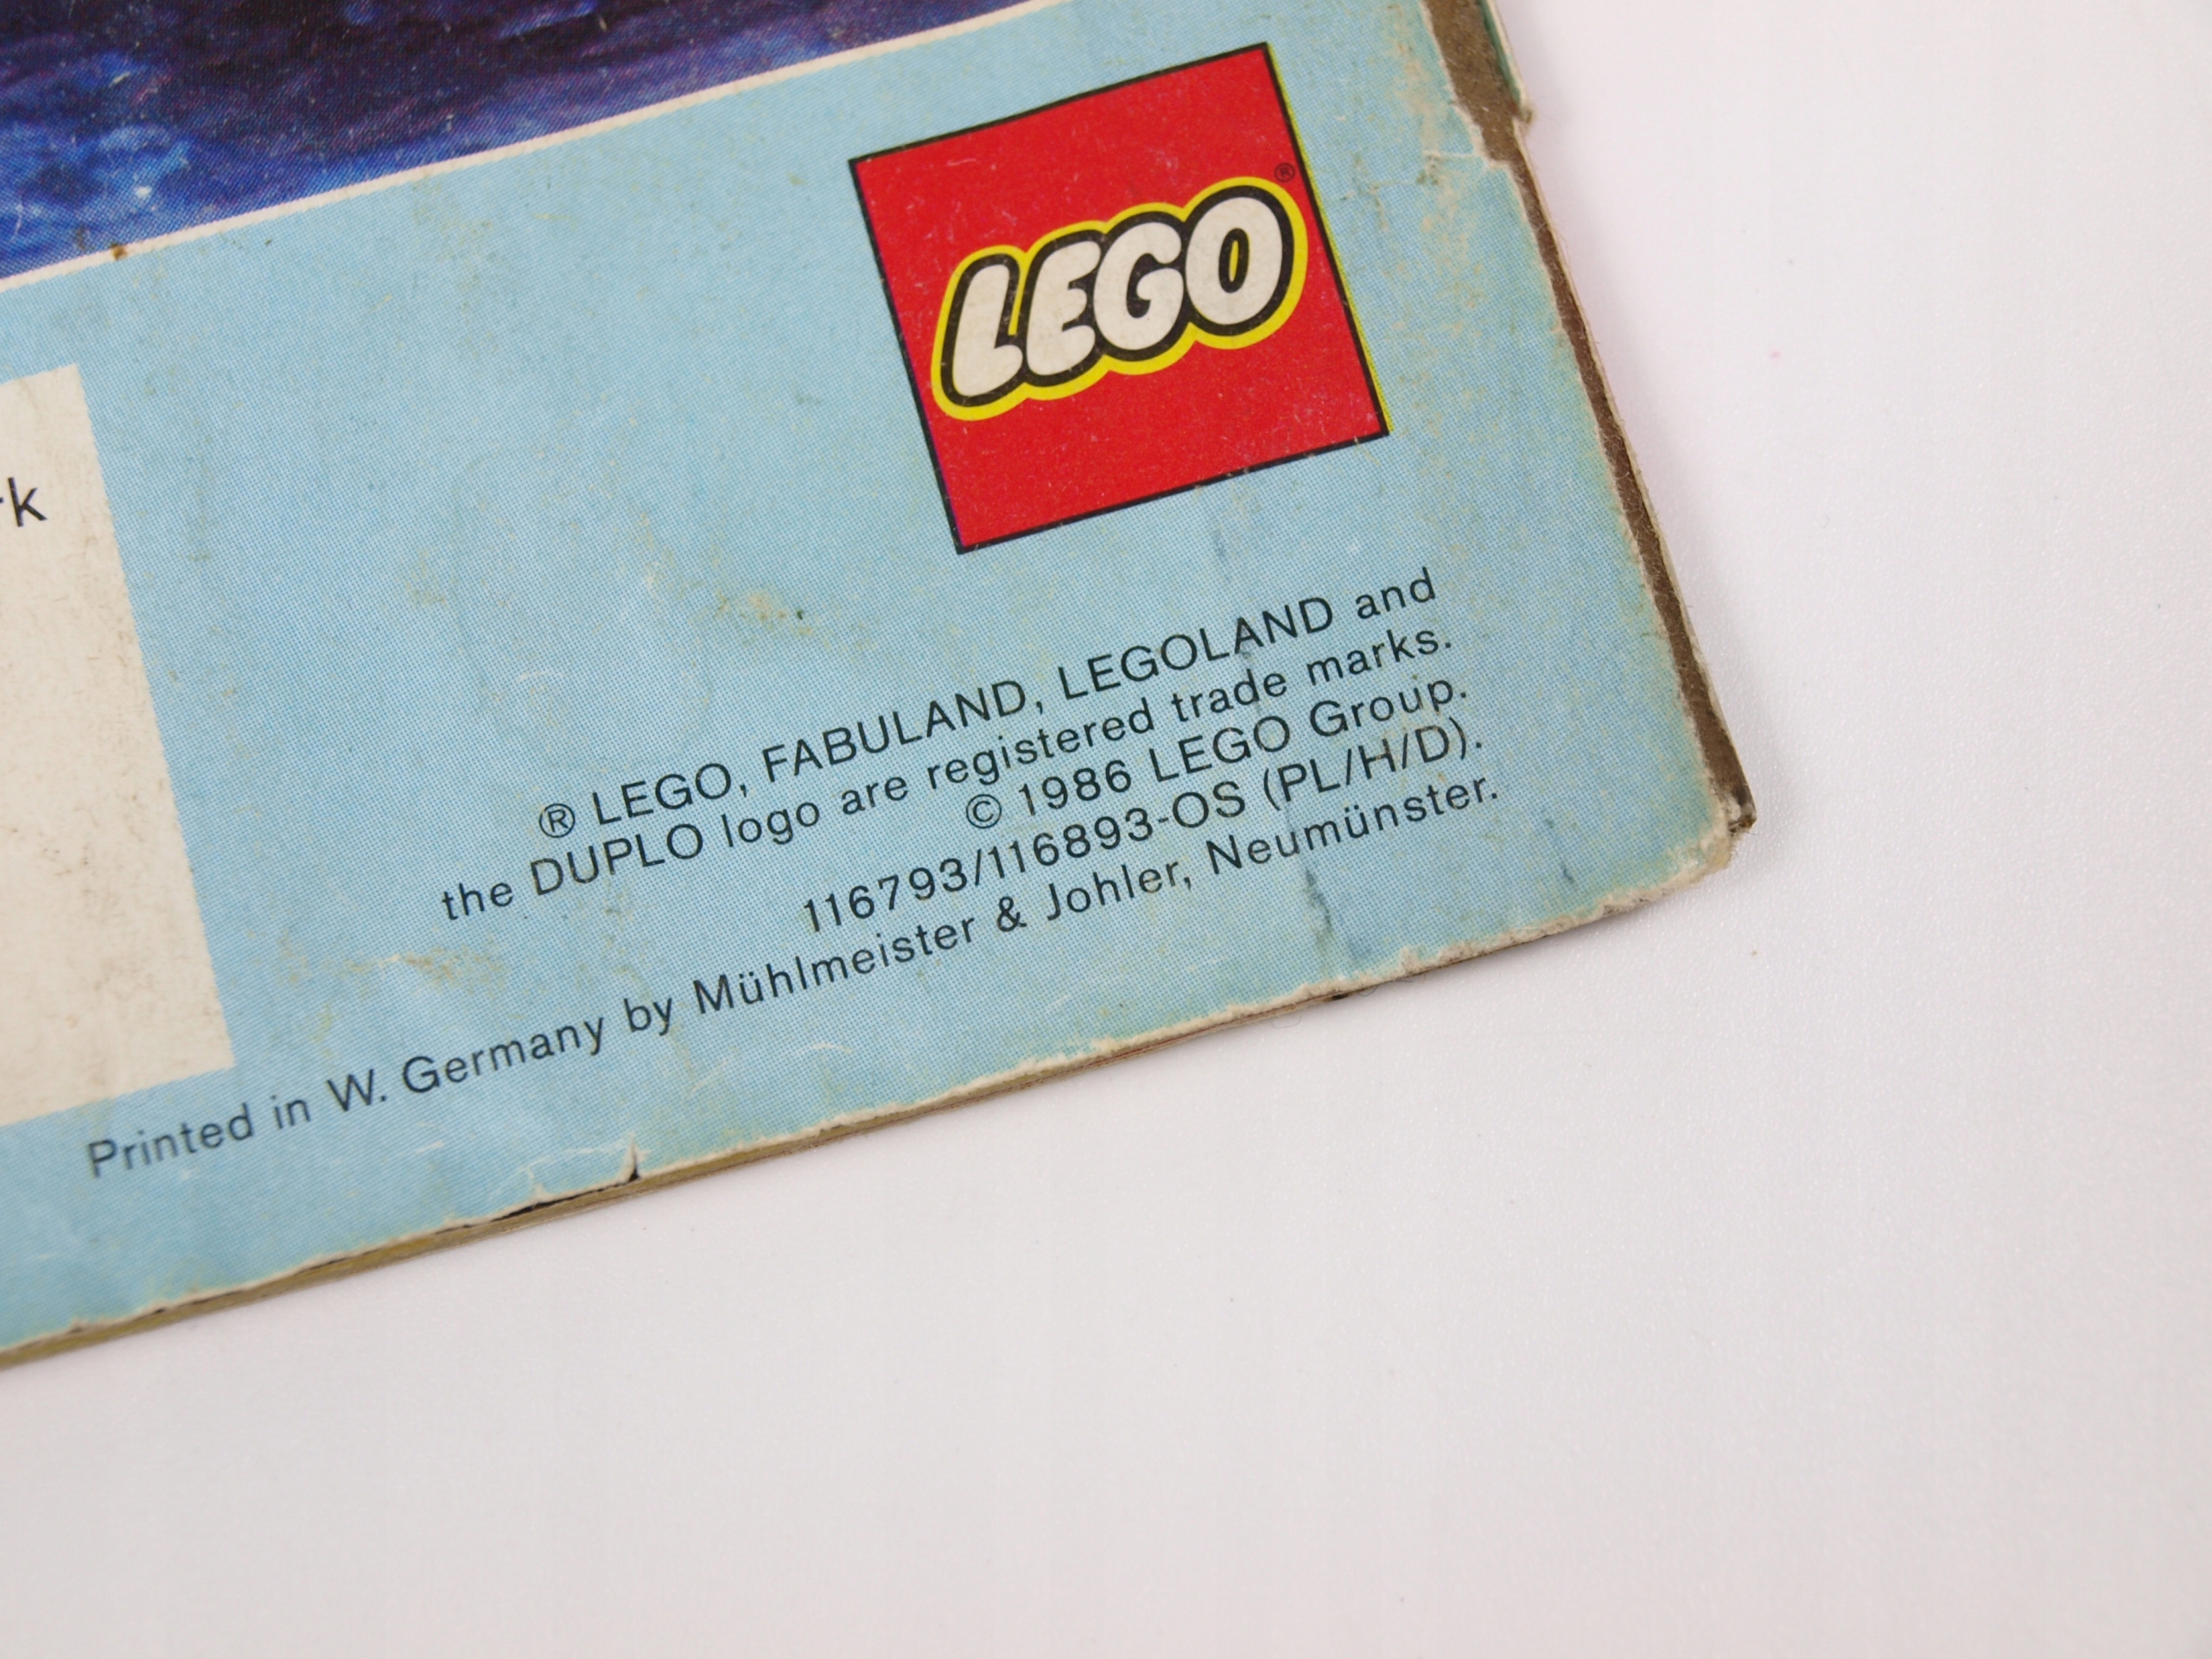 LEGO ®
rk
® LEGO, FABULAND, LEGOLAND and
the DUPLO logo are registered trade marks.
© 1986 LEGO Group.
116793/116893-OS (PL/H/D).
Printed in W. Germany by Mühlmeister & Johler, Neumünster.